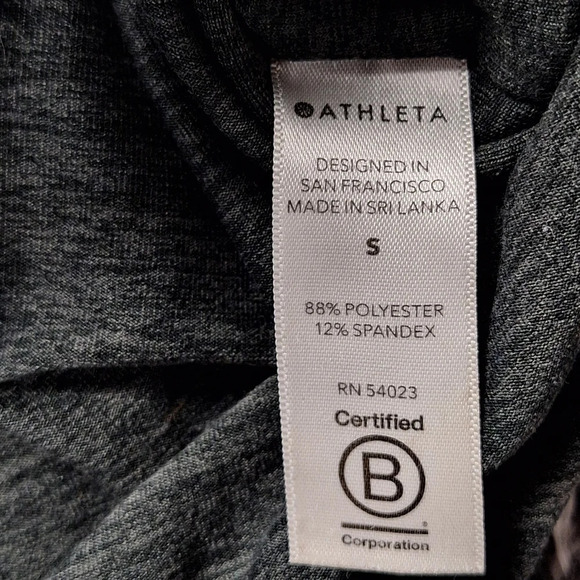 ATHLETA
DESIGNED IN
SAN FRANCISCO
MADE IN SRI LANKA
S
88% POLYESTER
12% SPANDEX
RN 54023
Certified
B
®
Corporation